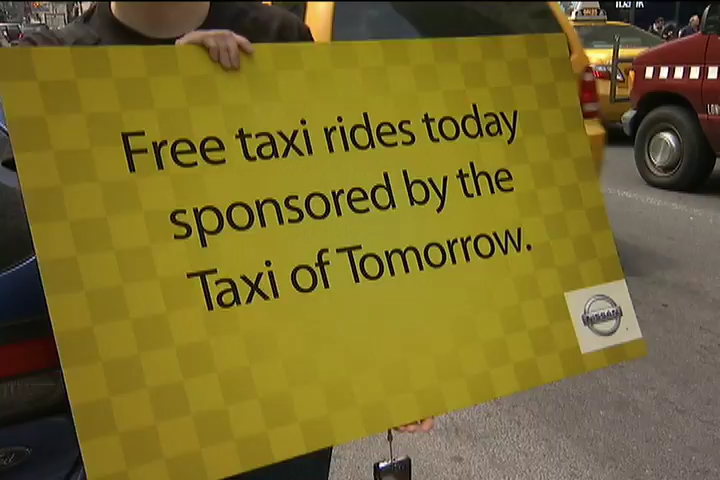 Free taxi rides today
sponsored by the
Taxi of Tomorrow.
NISSAN